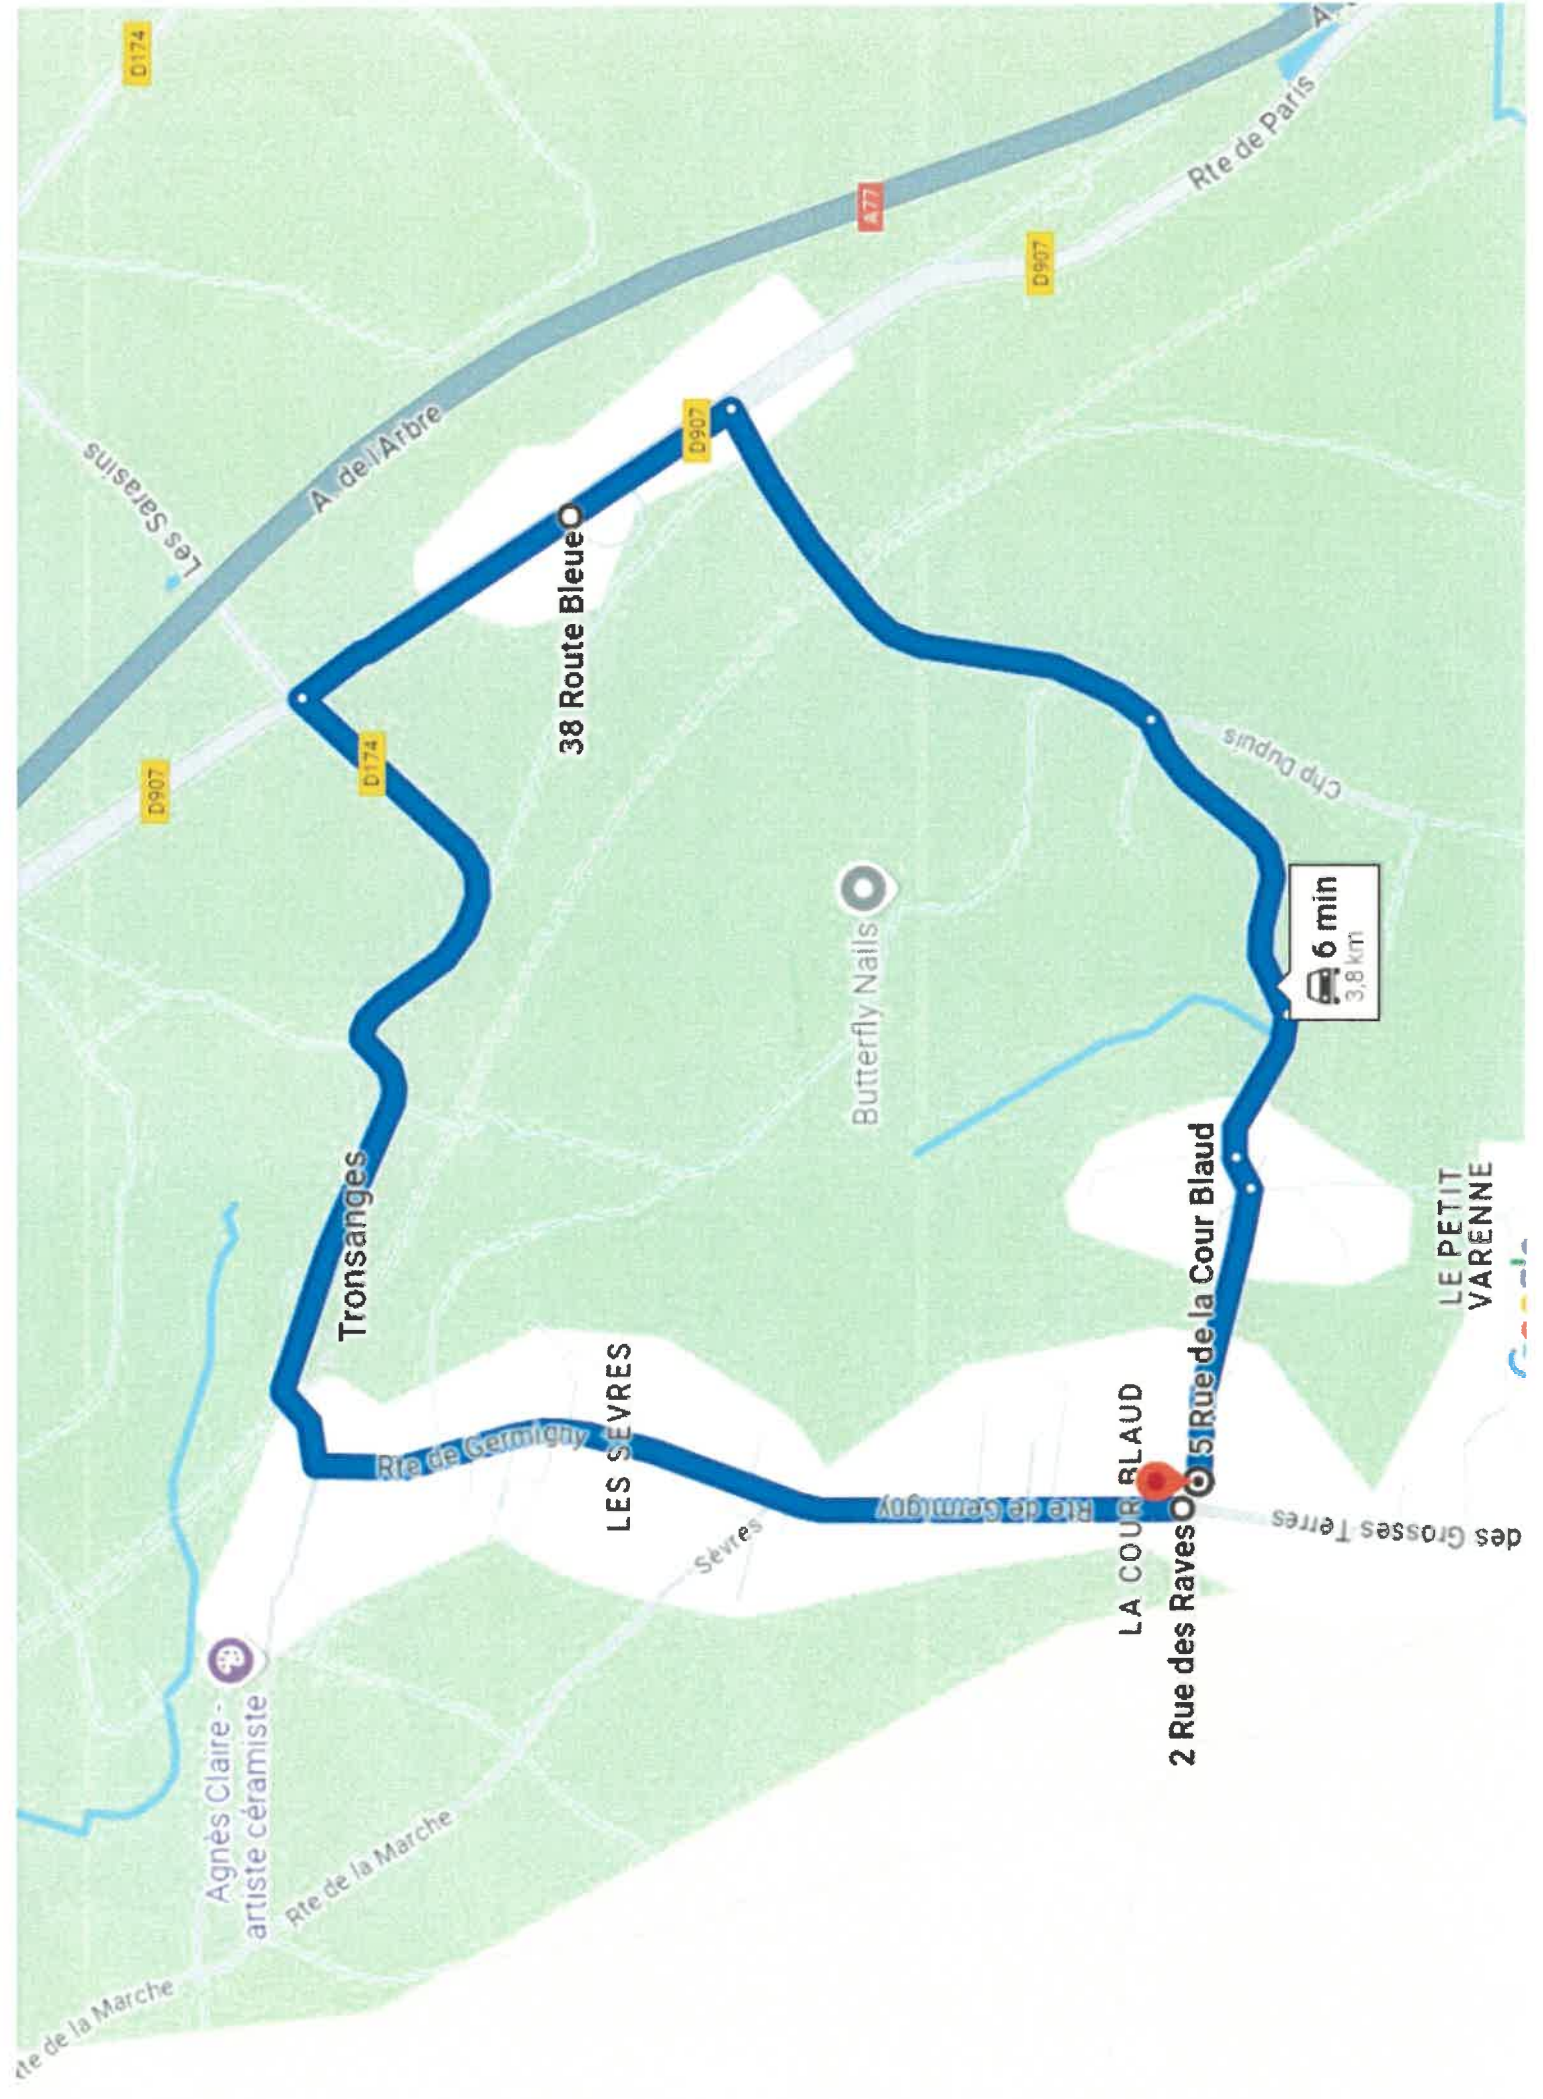 te de la Marche
D907
D174
Les Sarasins
Agnès Claire -
artiste céramiste
Rte de la Marche
Tronsanges
D174
A. de l'Arbre
Rte de Germigny
38 Route Bleue
LES SÈVRES
D907
Sèvres
Butterfly Nails
A77
Rte de Germigny
D907
LA COUR BLAUD
2 Rue des Raves
5 Rue de la Cour Blaud
Rte de Paris
Chp Dupuis
6 min
3,8 km
des Grosses Terres
LE PETIT
VARENNE